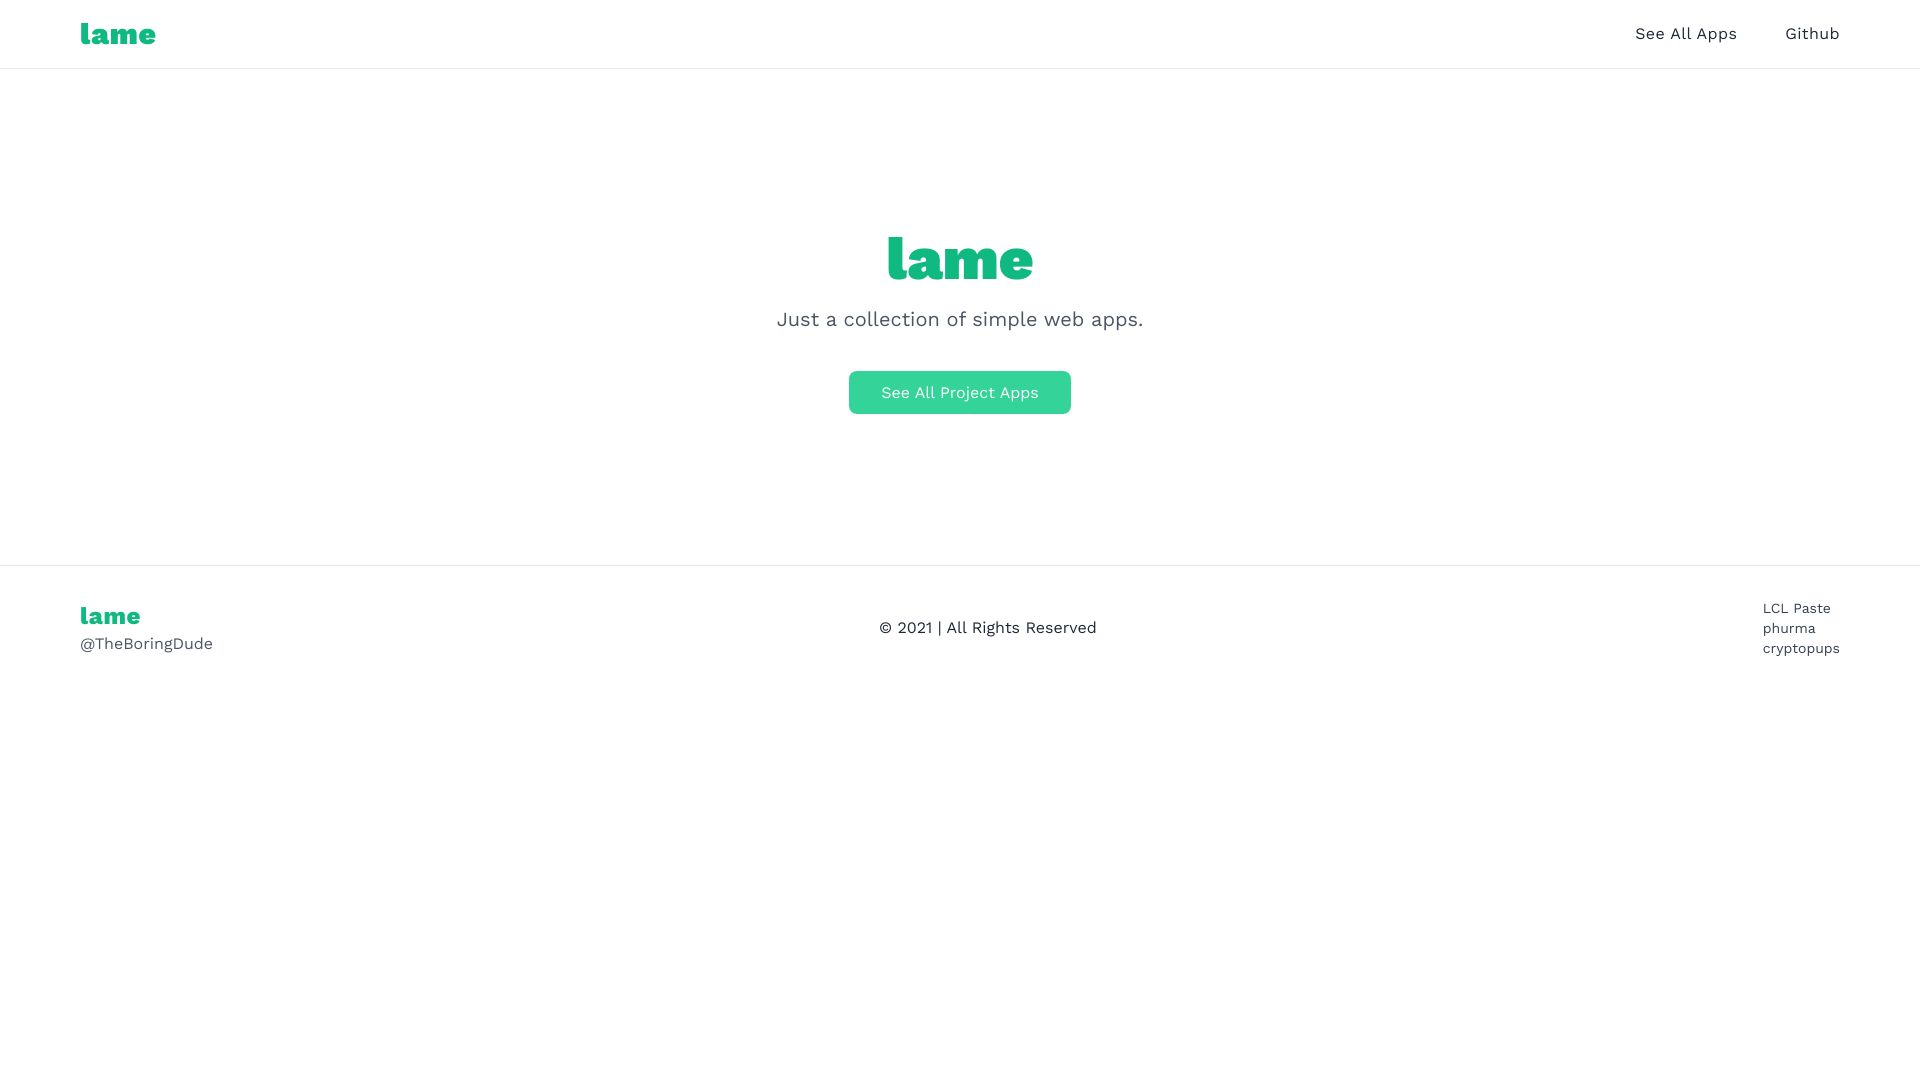 lame
See All Apps
Github
lame
Just a collection of simple web apps.
See All Project Apps
lame
@TheBoringDude
© 2021 | All Rights Reserved
LCL Paste
phurma
cryptopups